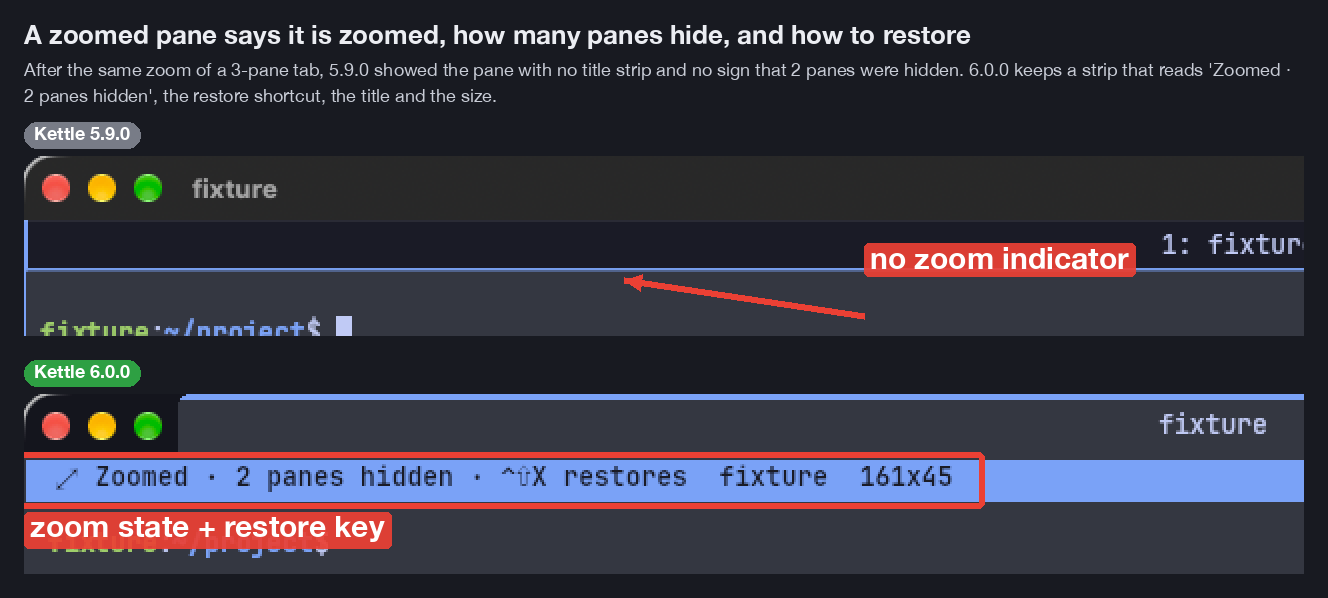 A zoomed pane says it is zoomed, how many panes hide, and how to restore
After the same zoom of a 3-pane tab, 5.9.0 showed the pane with no title strip and no sign that 2 panes were hidden. 6.0.0 keeps a strip that reads 'Zoomed ·
2 panes hidden', the restore shortcut, the title and the size.
Kettle 5.9.0
fixture
1: fixture
no zoom indicator
fixture:~/project$
Kettle 6.0.0
fixture
⤢ Zoomed · 2 panes hidden · ^⇧X restores fixture 161x45
zoom state + restore key
fixture:~/project$